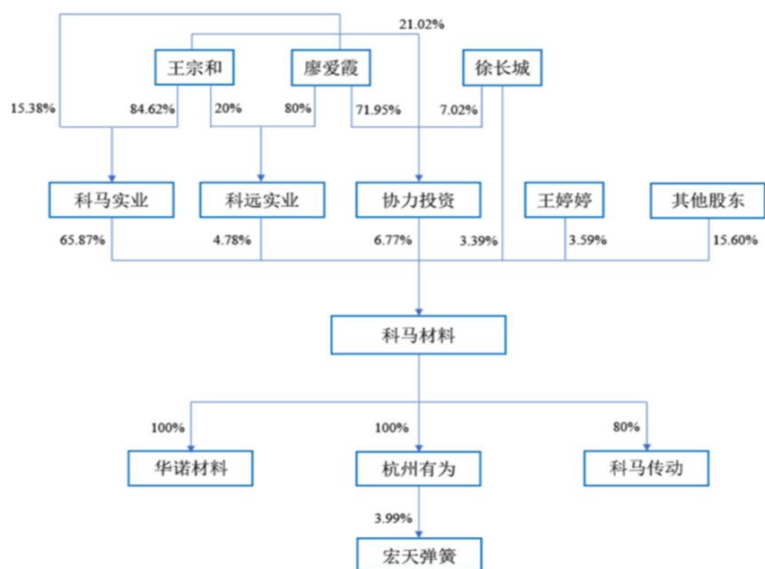 21.02%
王宗和
廖爱霞
徐长城
15.38%
84.62%
20%
80%
71.95%
7.02%
科马实业
科远实业
协力投资
王婷婷
其他股东
65.87%
4.78%
6.77%
3.39%
3.59%
15.60%
科马材料
100%
100%
80%
华诺材料
杭州有为
科马传动
3.99%
宏天弹簧